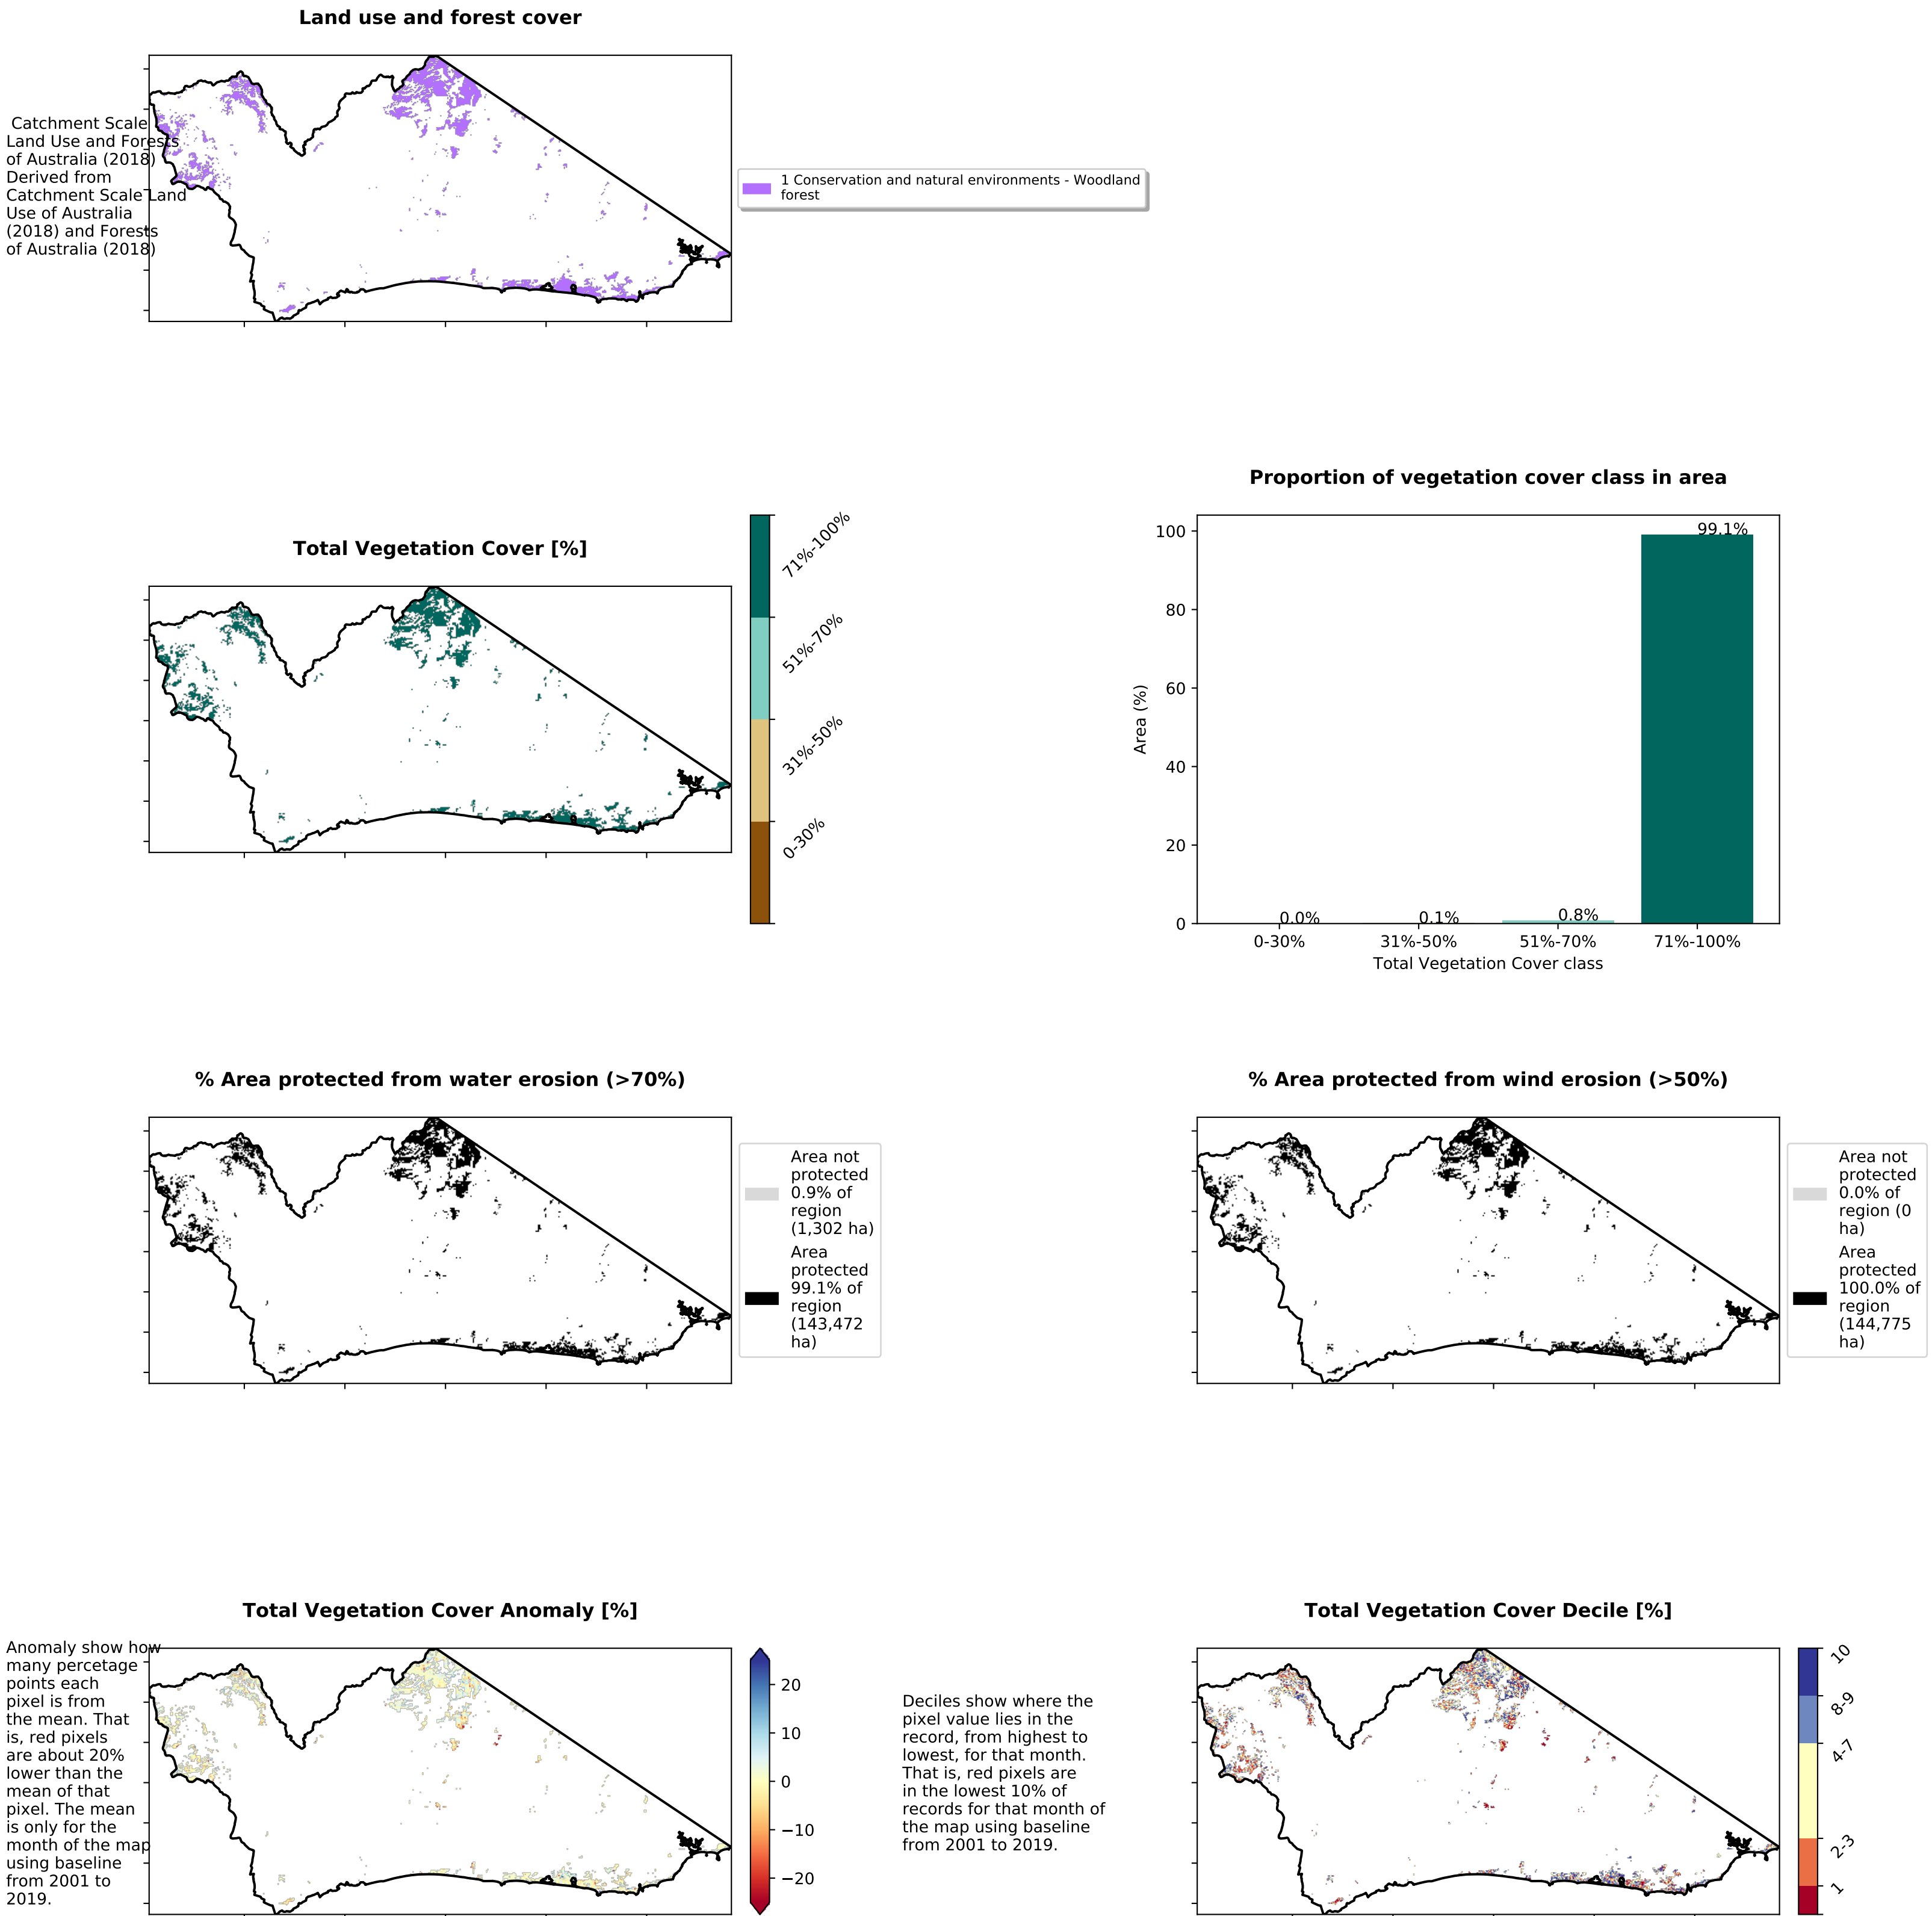 Land use and forest cover
Catchment Scale
Land Use and Forests
of Australia (2018)
Derived from
Catchment Scale Land
Use of Australia
(2018) and Forests
of Australia (2018)
1 Conservation and natural environments - Woodland
forest
Total Vegetation Cover [%]
71%-100%
51%-70%
31%-50%
0-30%
Proportion of vegetation cover class in area
Area (%)
100
80
60
40
20
0
0.0%
0.1%
0.8%
99.1%
0-30%
31%-50%
51%-70%
71%-100%
Total Vegetation Cover class
% Area protected from water erosion (>70%)
Area not
protected
0.9% of
region
(1,302 ha)
Area
protected
99.1% of
region
(143,472
ha)
% Area protected from wind erosion (>50%)
Area not
protected
0.0% of
region (0
ha)
Area
protected
100.0% of
region
(144,775
ha)
Total Vegetation Cover Anomaly [%]
Anomaly show how
many percetage
points each
pixel is from
the mean. That
is, red pixels
are about 20%
lower than the
mean of that
pixel. The mean
is only for the
month of the map
using baseline
from 2001 to
2019.
20
10
0
−10
−20
Total Vegetation Cover Decile [%]
Deciles show where the
pixel value lies in the
record, from highest to
lowest, for that month.
That is, red pixels are
in the lowest 10% of
records for that month of
the map using baseline
from 2001 to 2019.
10
8-9
4-7
2-3
1